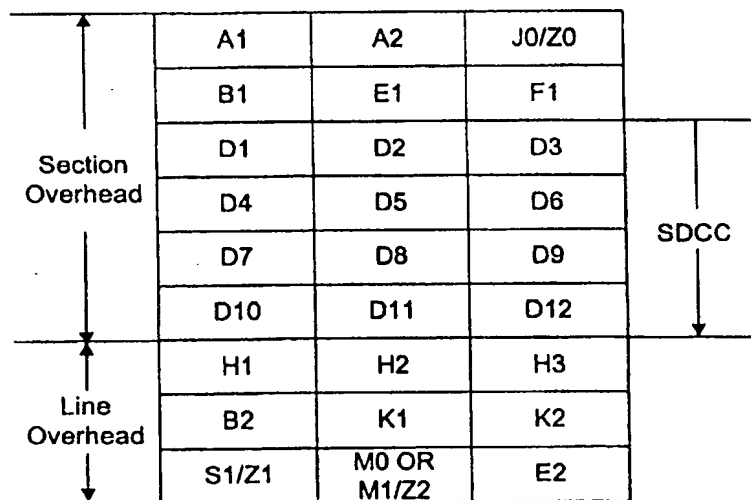 A1 A2 J0/Z0
B1 E1 F1
D1 D2 D3
Section
Overhead
D4 D5 D6
SDCC
D7 D8 D9
D10 D11 D12
H1 H2 H3
Line
Overhead
B2 K1 K2
S1/Z1 M0 OR
M1/Z2 E2